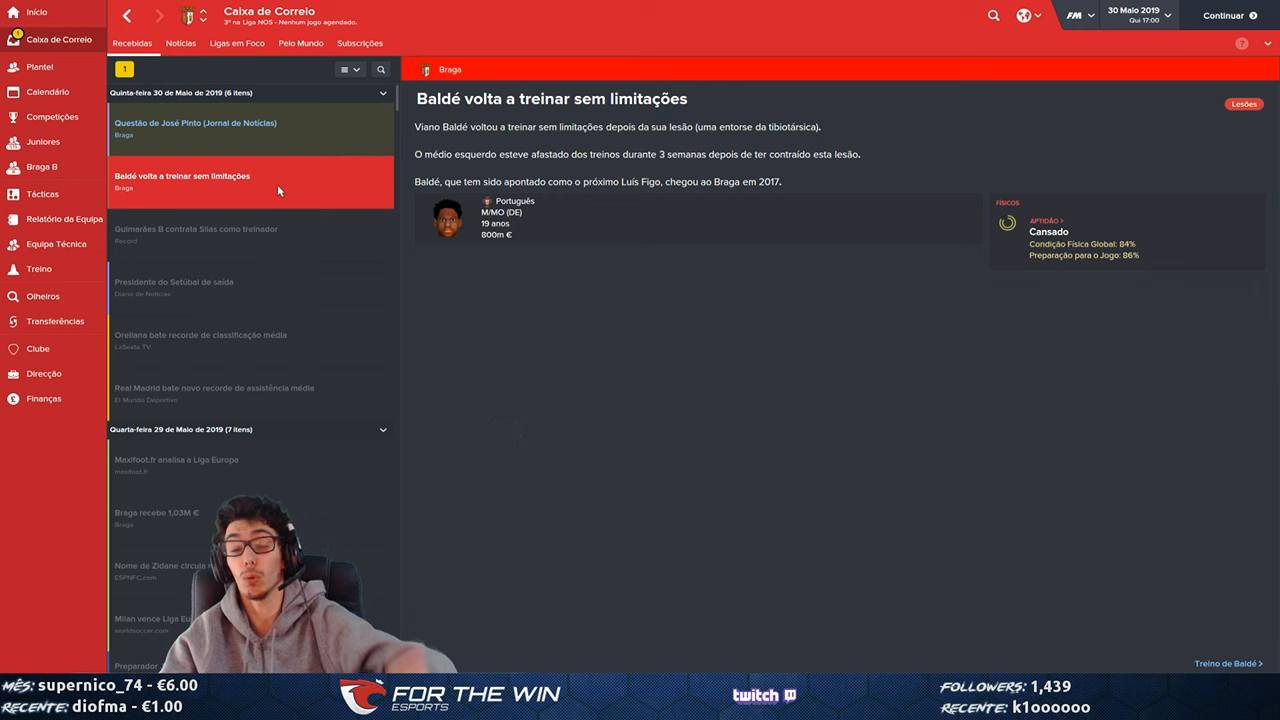 Início
1
Caixa de Correio
Plantel
Calendário
Competições
Juniores
Braga B
Tácticas
Relatório da Equipa
Equipa Técnica
Treino
Olheiros
Transferências
Clube
Direcção
Finanças
Caixa de Correio
3º na Liga NOS - Nenhum jogo agendado.
FM
30 Maio 2019
Qui 17:00
Continuar
Recebidas
Notícias
Ligas em Foco
Pelo Mundo
Subscrições
?
1
Quinta-feira 30 de Maio de 2019 (6 itens)
Questão de José Pinto (Jornal de Notícias)
Braga
Baldé volta a treinar sem limitações
Braga
Guimarães B contrata Silas como treinador
Record
Presidente do Setúbal de saída
Diário de Notícias
Orellana bate recorde de classificação média
LaSexta TV
Real Madrid bate novo recorde de assistência média
El Mundo Deportivo
Quarta-feira 29 de Maio de 2019 (7 itens)
Maxifoot.fr analisa a Liga Europa
maxifoot.fr
Braga recebe 1,03M €
Braga
Nome de Zidane circula
ESPNFC.com
Milan vence Liga
worldsoccer.com
Preparador
Braga
Baldé volta a treinar sem limitações
Lesões
Viano Baldé voltou a treinar sem limitações depois da sua lesão (uma entorse da tibiotársica).
O médio esquerdo esteve afastado dos treinos durante 3 semanas depois de ter contraído esta lesão.
Baldé, que tem sido apontado como o próximo Luís Figo, chegou ao Braga em 2017.
Português
M/MO (DE)
19 anos
800m €
FÍSICOS
APTIDÃO >
Cansado
Condição Física Global: 84%
Preparação para o Jogo: 86%
Treino de Baldé >
MÊS: supernico_74 - €6.00
RECENTE: diofma - €1.00
FOR THE WIN
ESPORTS
twitch
FOLLOWERS: 1,439
RECENTE: k1oooooo